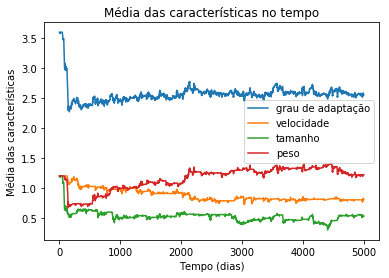 Média das características no tempo
Média das características
3.5
3.0
2.5
2.0
1.5
1.0
0.5
grau de adaptação
velocidade
tamanho
peso
0
1000
2000
3000
4000
5000
Tempo (dias)